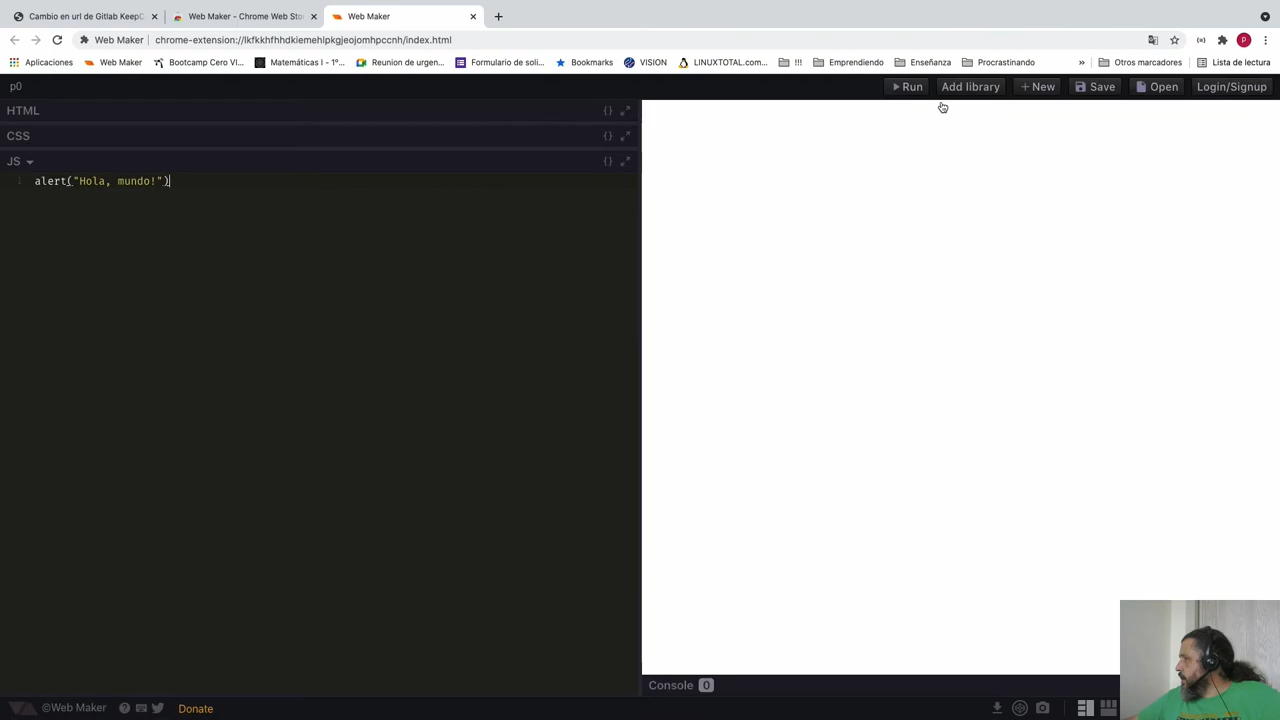 Cambio en url de Gitlab KeepC
Web Maker - Chrome Web Sto
Web Maker
Web Maker
chrome-extension://lkfkkhfhhdkiemehlpkgjeojomhpccnh/index.html
P
Aplicaciones
Web Maker
Bootcamp Cero VI...
Matemáticas I - 1º...
Reunion de urgen...
Formulario de soli...
Bookmarks
VISION
LINUXTOTAL.com...
!!!
Emprendiendo
Enseñanza
Procrastinando
»
Otros marcadores
Lista de lectura
p0
Run
Add library
+ New
Save
Open
Login/Signup
HTML
{}
CSS
{}
JS
{}
1 alert("Hola, mundo!")
Console 0
©Web Maker
Donate